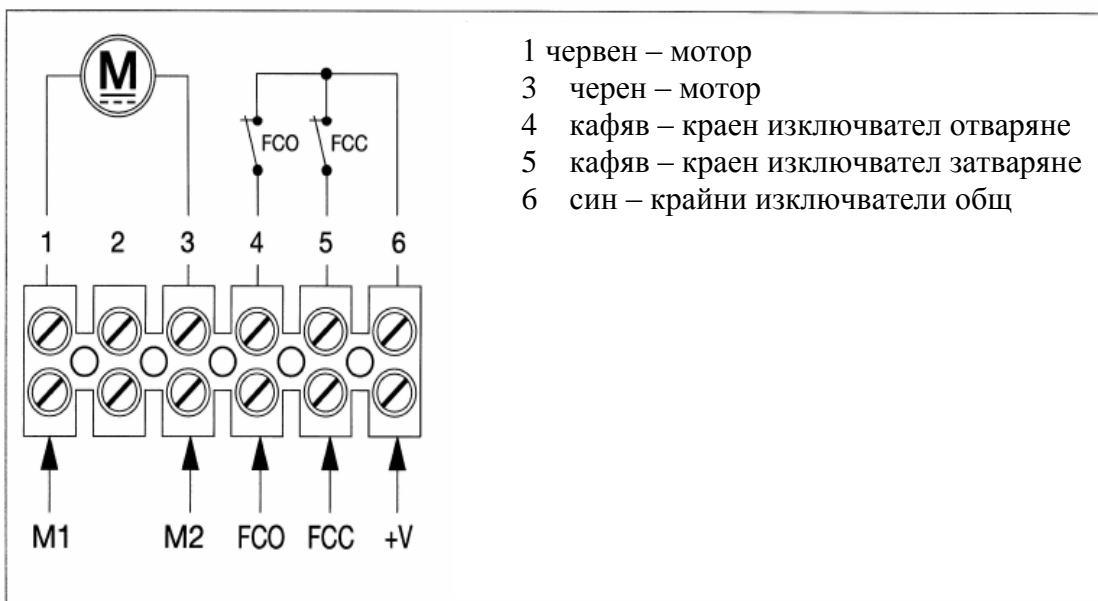 M
FCO FCC
1 2 3 4 5 6
M1 M2 FCO FCC +V
1 червен – мотор
3 черен – мотор
4 кафяв – краен изключвател отваряне
5 кафяв – краен изключвател затваряне
6 син – крайни изключватели общ